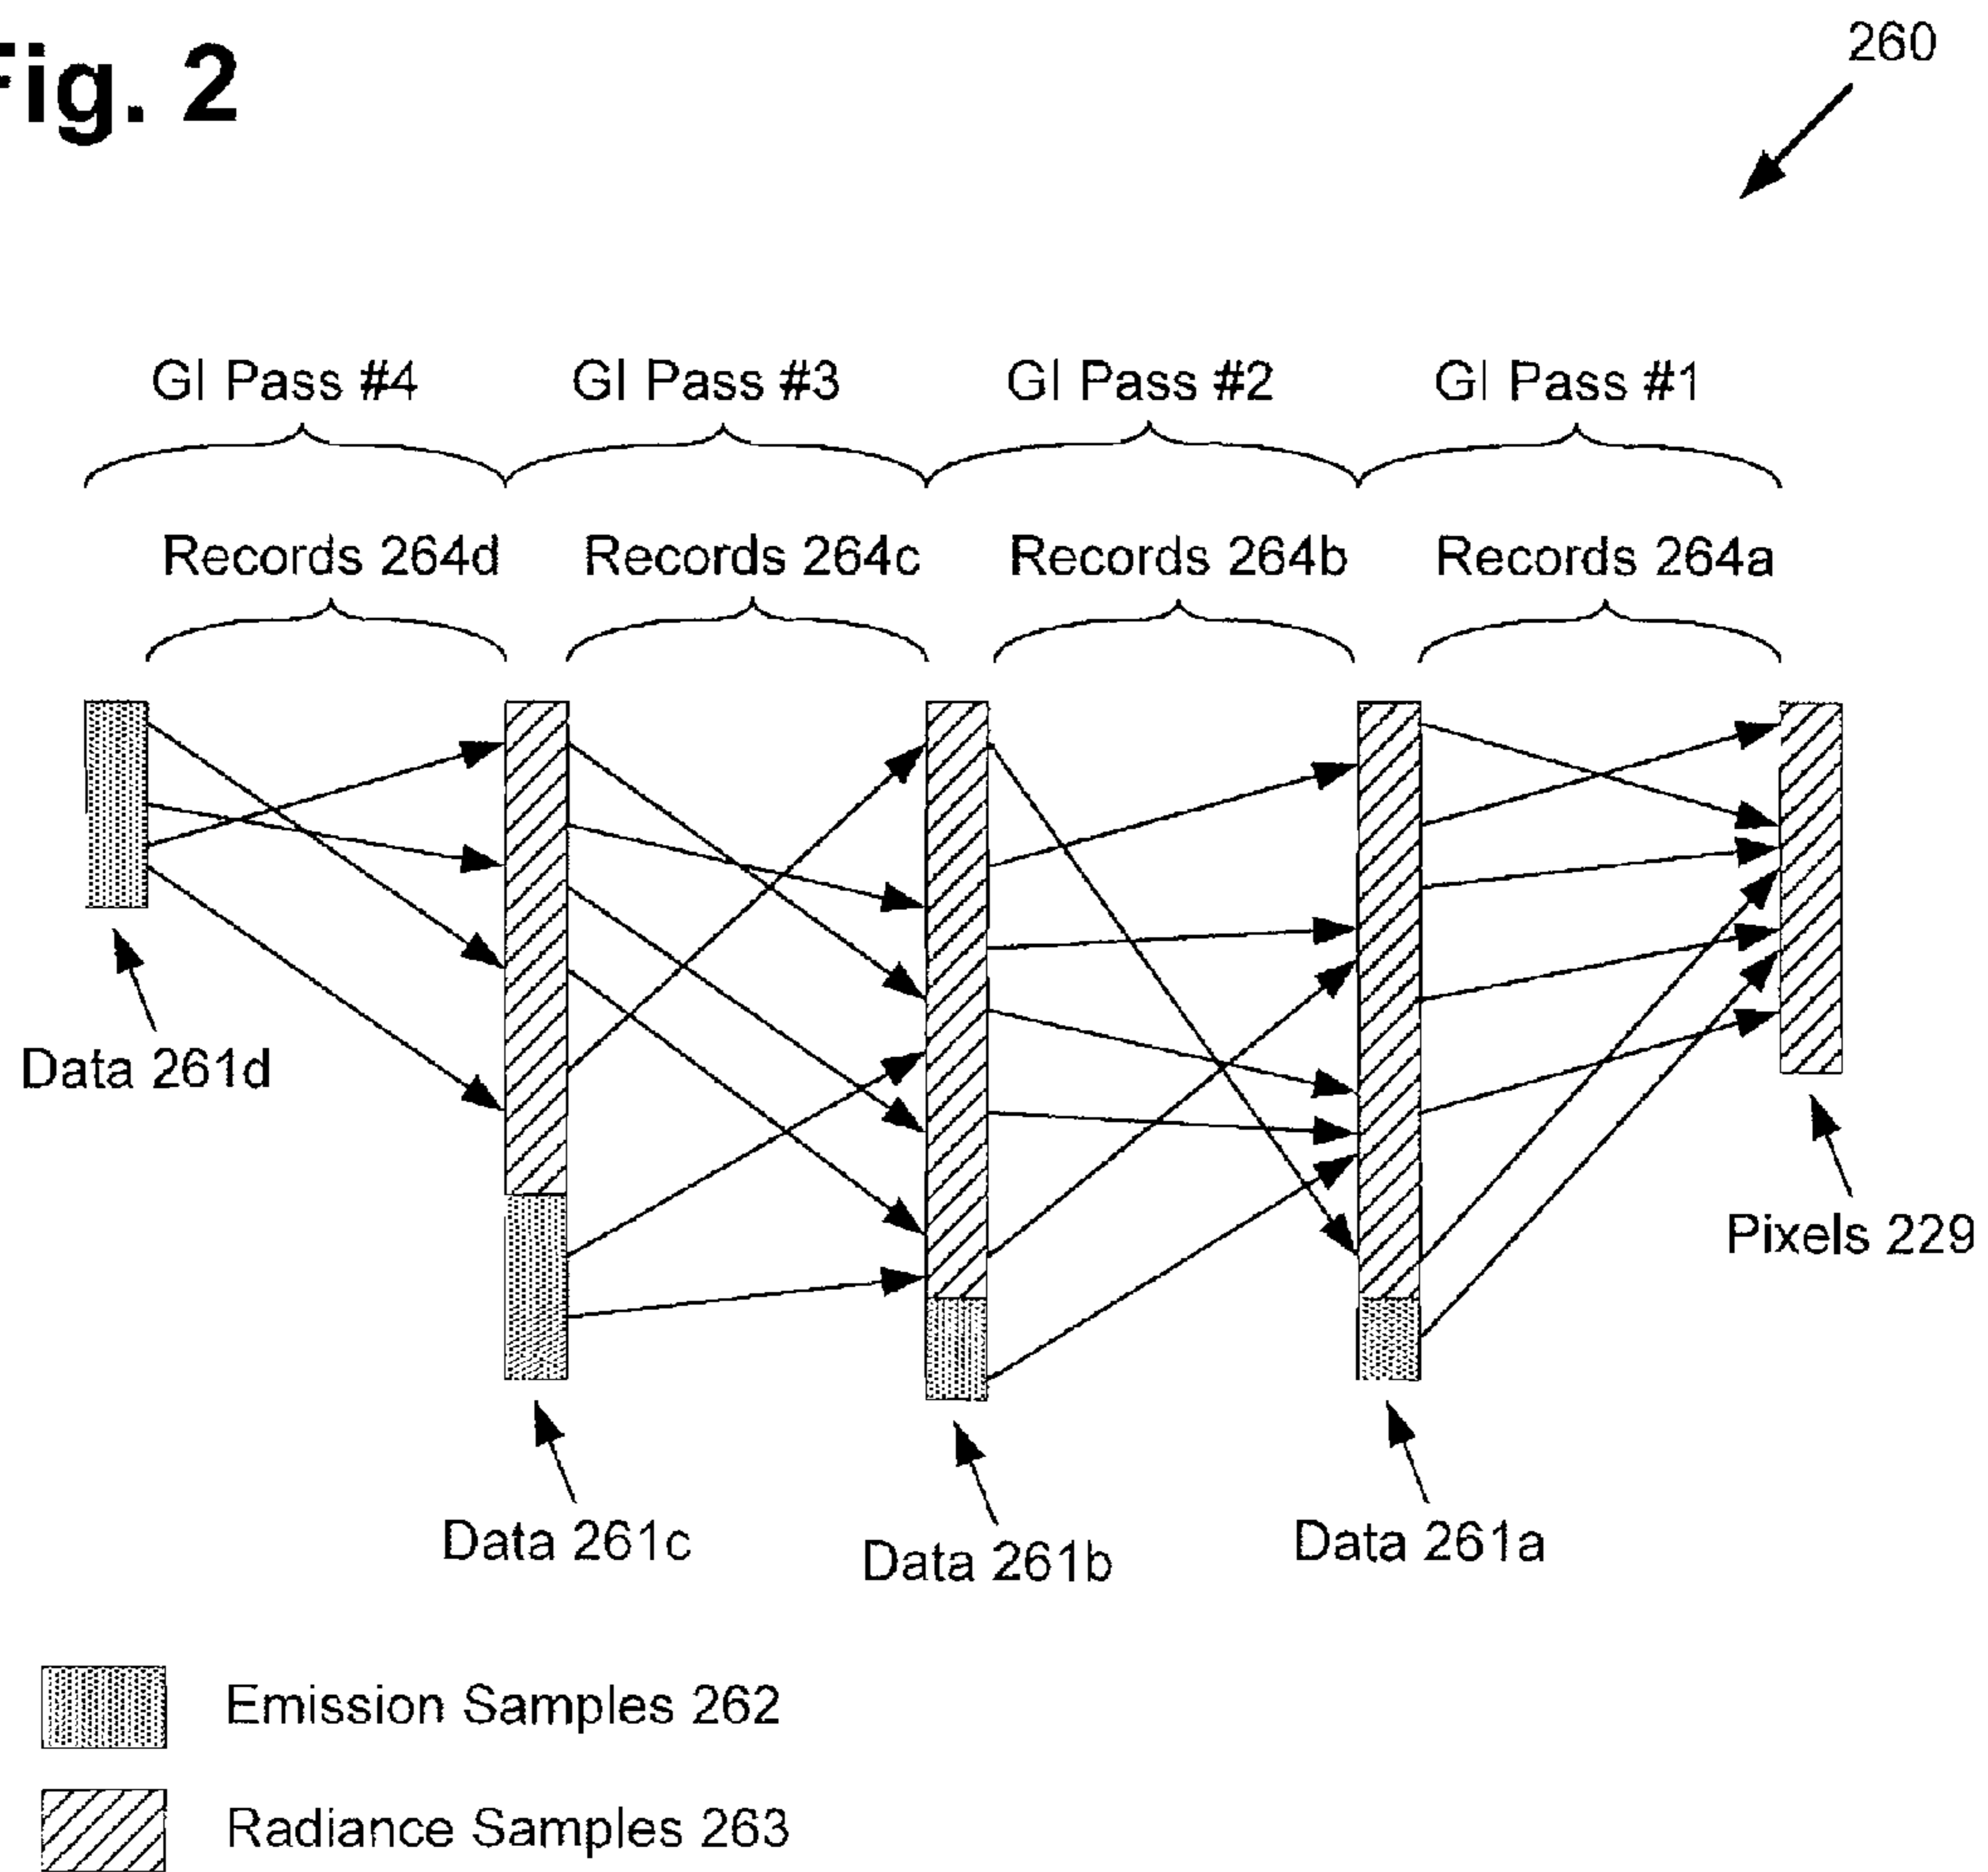 Fig. 2
260
GI Pass #4 GI Pass #3 GI Pass #2 GI Pass #1
Records 264d Records 264c Records 264b Records 264a
Data 261d
Pixels 229
Data 261c Data 261b Data 261a
Emission Samples 262
Radiance Samples 263